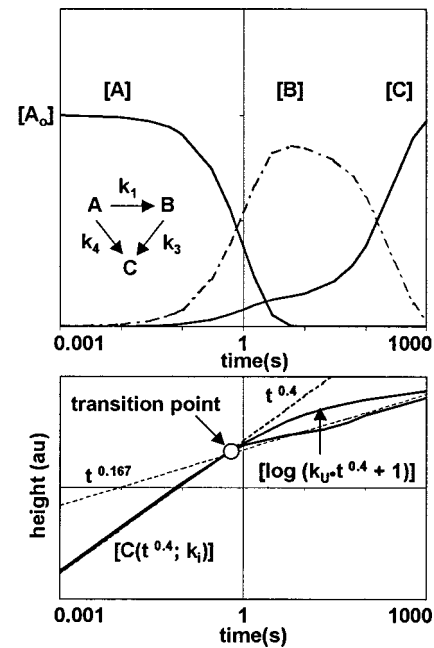 [A] [B] [C]
[Ao]
k1
A B
k4 k3
C
0.001 1 1000
time(s)
transition point
t 0.4
t 0.167
[log (kU• t 0.4 + 1)]
[C(t 0.4; ki)]
height (au)
0.001 1 1000
time(s)